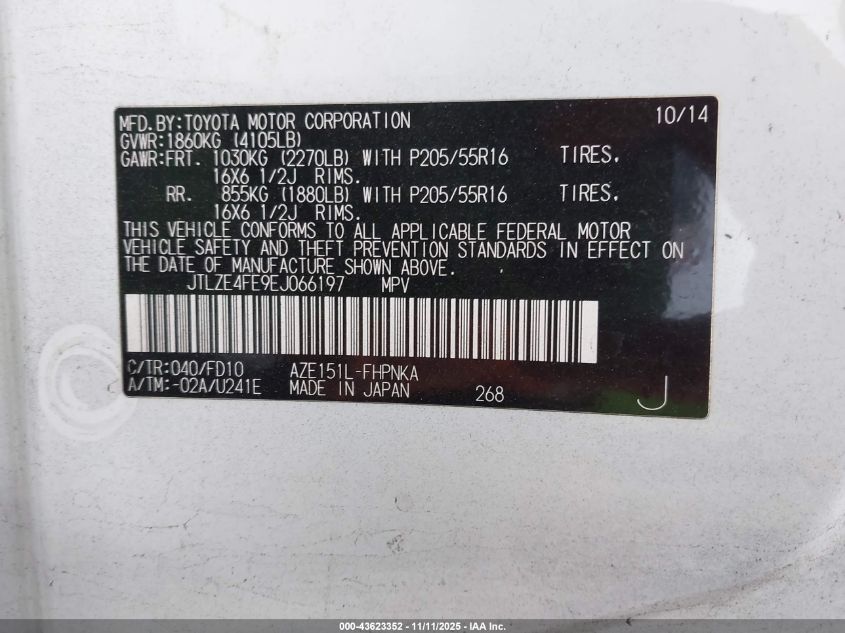 MFD.BY:TOYOTA MOTOR CORPORATION 10/14
GVWR:1860KG (4105LB)
GAWR:FRT. 1030KG (2270LB) WITH P205/55R16 TIRES.
16X6 1/2J RIMS.
RR. 855KG (1880LB) WITH P205/55R16 TIRES.
16X6 1/2J RIMS.
THIS VEHICLE CONFORMS TO ALL APPLICABLE FEDERAL MOTOR
VEHICLE SAFETY AND THEFT PREVENTION STANDARDS IN EFFECT ON
THE DATE OF MANUFACTURE SHOWN ABOVE.
JTLZE4FE9EJ066197 MPV
C/TR:040/FD10 AZE151L-FHPNKA
A/TM:-02A/U241E MADE IN JAPAN 268 J
000-43623352 - 11/11/2025 - IAA Inc.